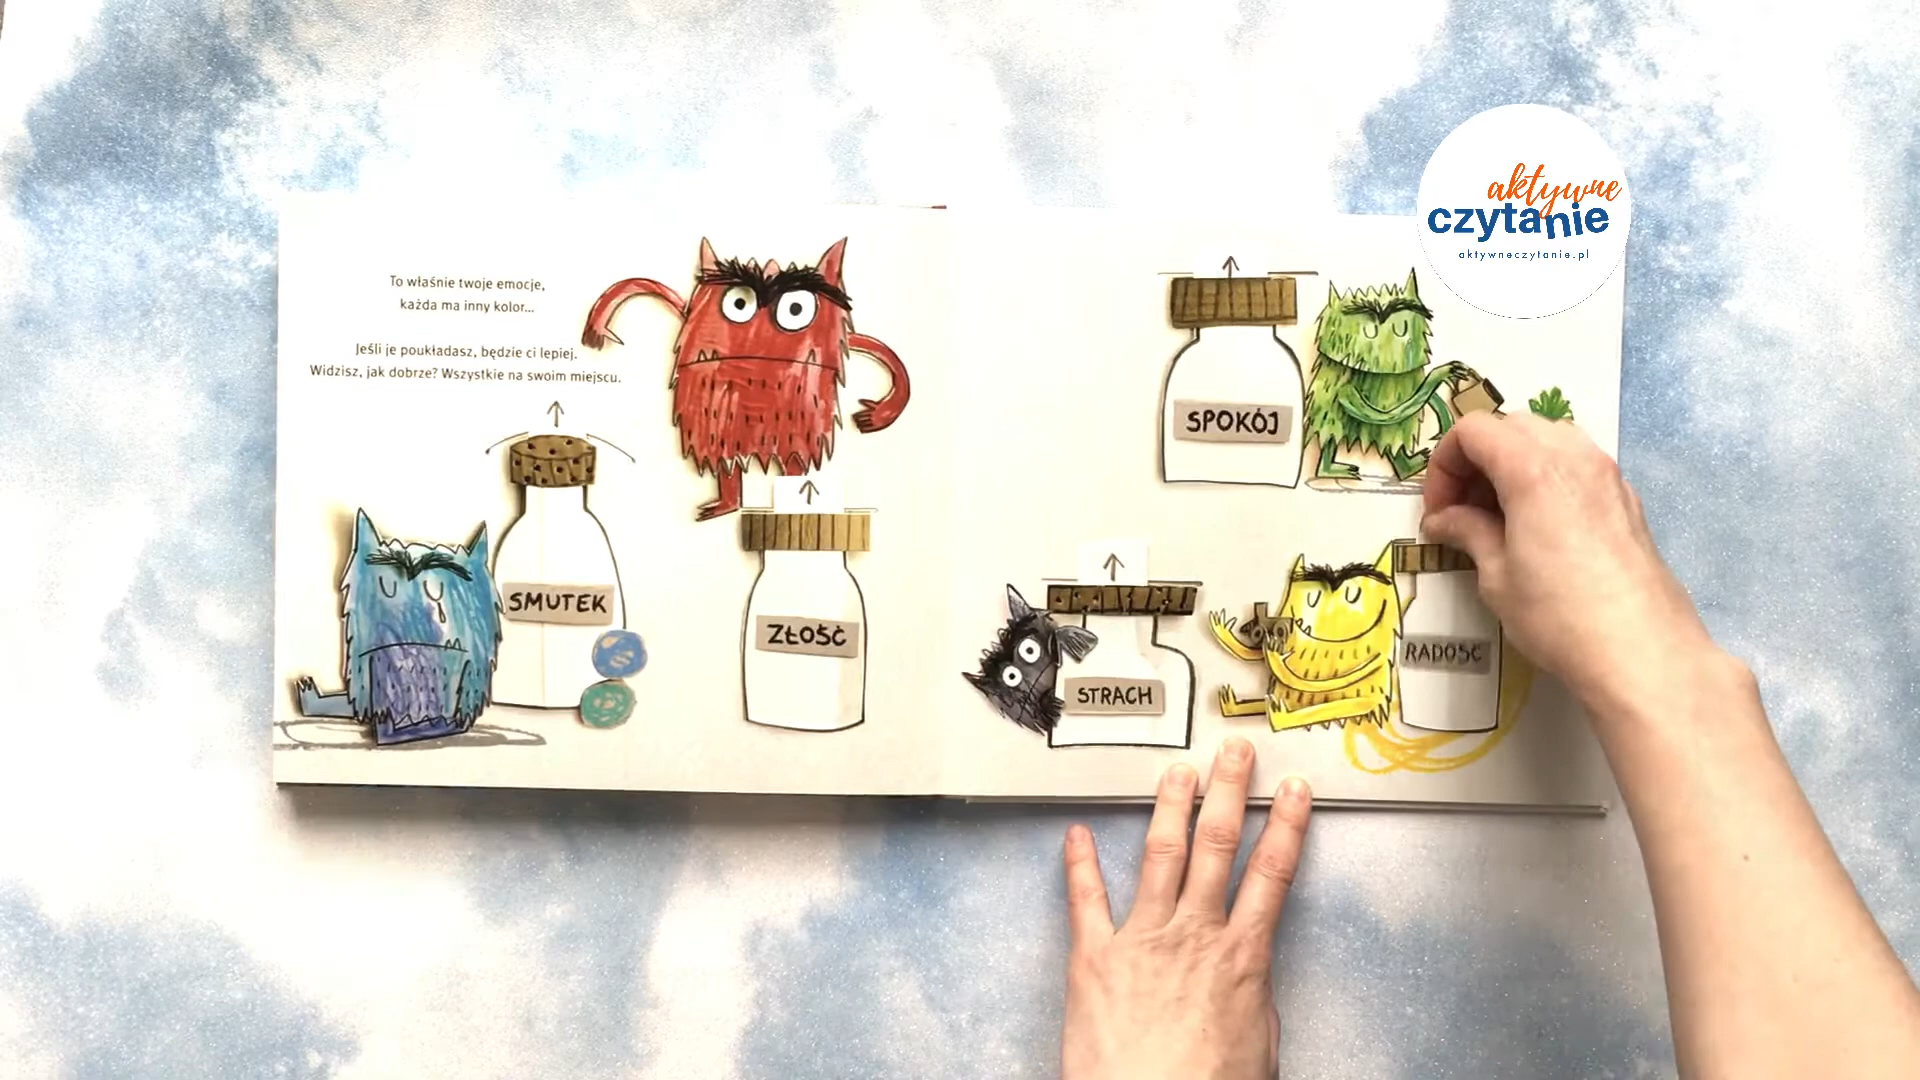 To właśnie twoje emocje,
każda ma inny kolor...
Jeśli je poukładasz, będzie ci lepiej.
Widzisz, jak dobrze? Wszystkie na swoim miejscu.
SMUTEK
ZŁOŚĆ
SPOKÓJ
STRACH
RADOŚĆ
aktywne
czytanie
aktywneczytanie.pl